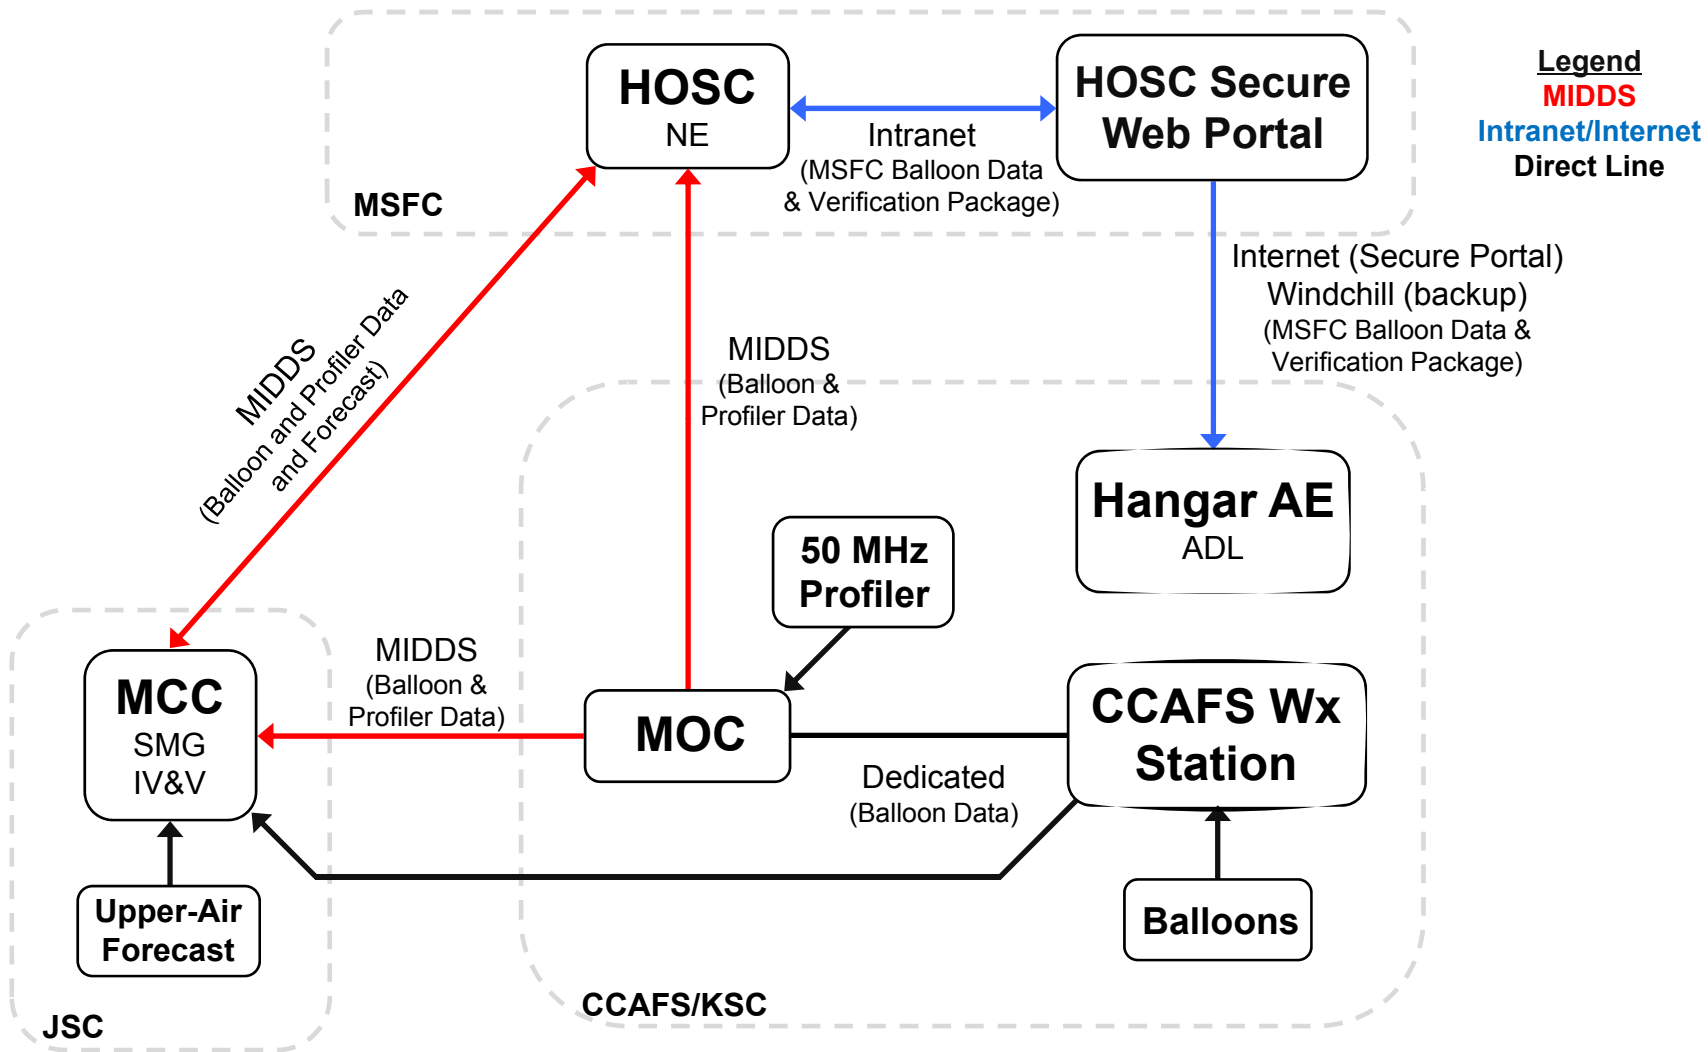 HOSC
NE
HOSC Secure
Web Portal
Legend
MIDDS
Intranet/Internet
Direct Line
Intranet
(MSFC Balloon Data
& Verification Package)
MSFC
Internet (Secure Portal)
Windchill (backup)
(MSFC Balloon Data &
Verification Package)
MIDDS
(Balloon and Profiler Data
and Forecast)
MIDDS
(Balloon &
Profiler Data)
Hangar AE
ADL
50 MHz
Profiler
MIDDS
(Balloon &
Profiler Data)
MCC
SMG
IV&V
MOC
CCAFS Wx
Station
Dedicated
(Balloon Data)
Upper-Air
Forecast
Balloons
CCAFS/KSC
JSC